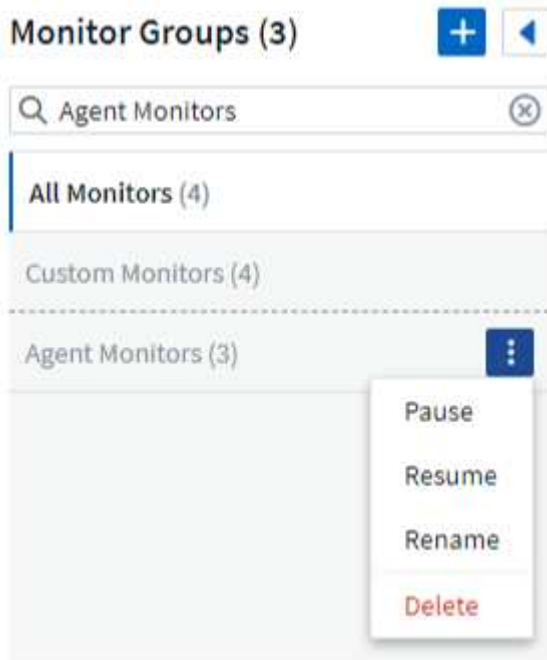 Monitor Groups (3)
Agent Monitors
All Monitors (4)
Custom Monitors (4)
Agent Monitors (3)
Pause
Resume
Rename
Delete